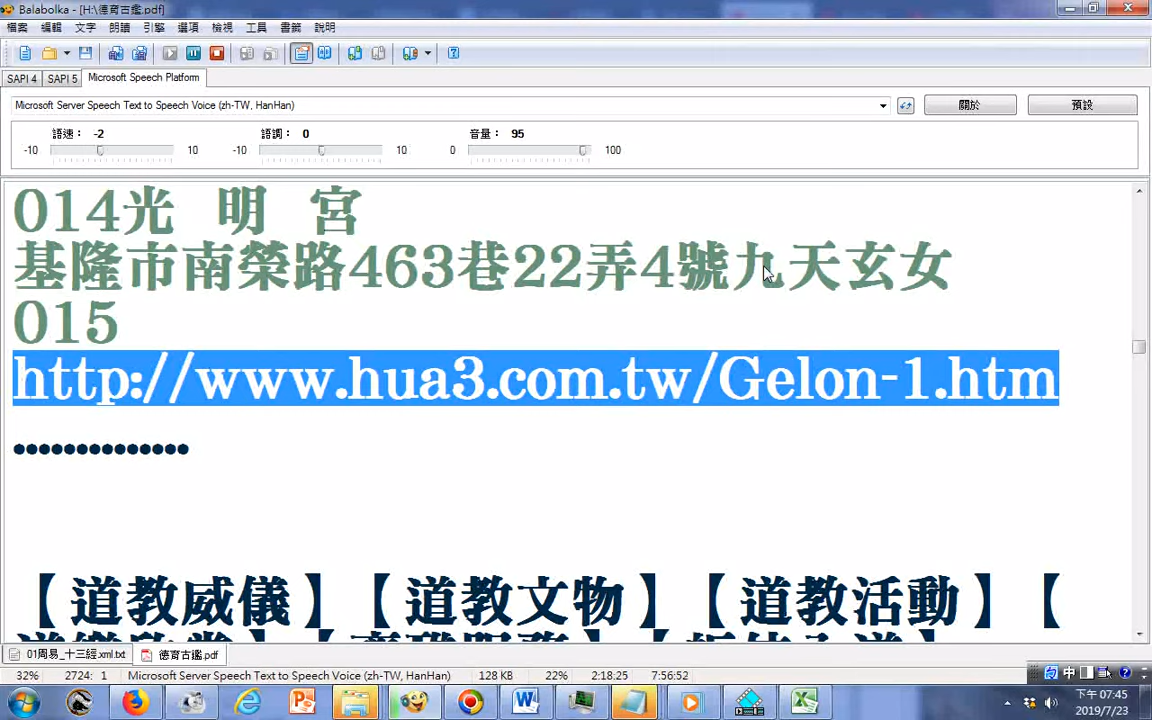 Balabolka - [H:\德育古鑑.pdf]
檔案 編輯 文字 朗讀 引擎 選項 檢視 工具 書籤 說明
SAPI 4 SAPI 5 Microsoft Speech Platform
Microsoft Server Speech Text to Speech Voice (zh-TW, HanHan) 關於 預設
語速： -2 語調： 0 音量： 95
-10 10 -10 10 0 100
014光 明 宮
基隆市南榮路463巷22弄4號九天玄女
015
http://www.hua3.com.tw/Gelon-1.htm
••••••••••••••
【道教威儀】【道教文物】【道教活動】【
01周易_十三經.xml.txt 德育古鑑.pdf
32% 2724: 1 Microsoft Server Speech Text to Speech Voice (zh-TW, HanHan) 128 KB 22% 2:18:25 7:56:52
中
下午 07:45
2019/7/23